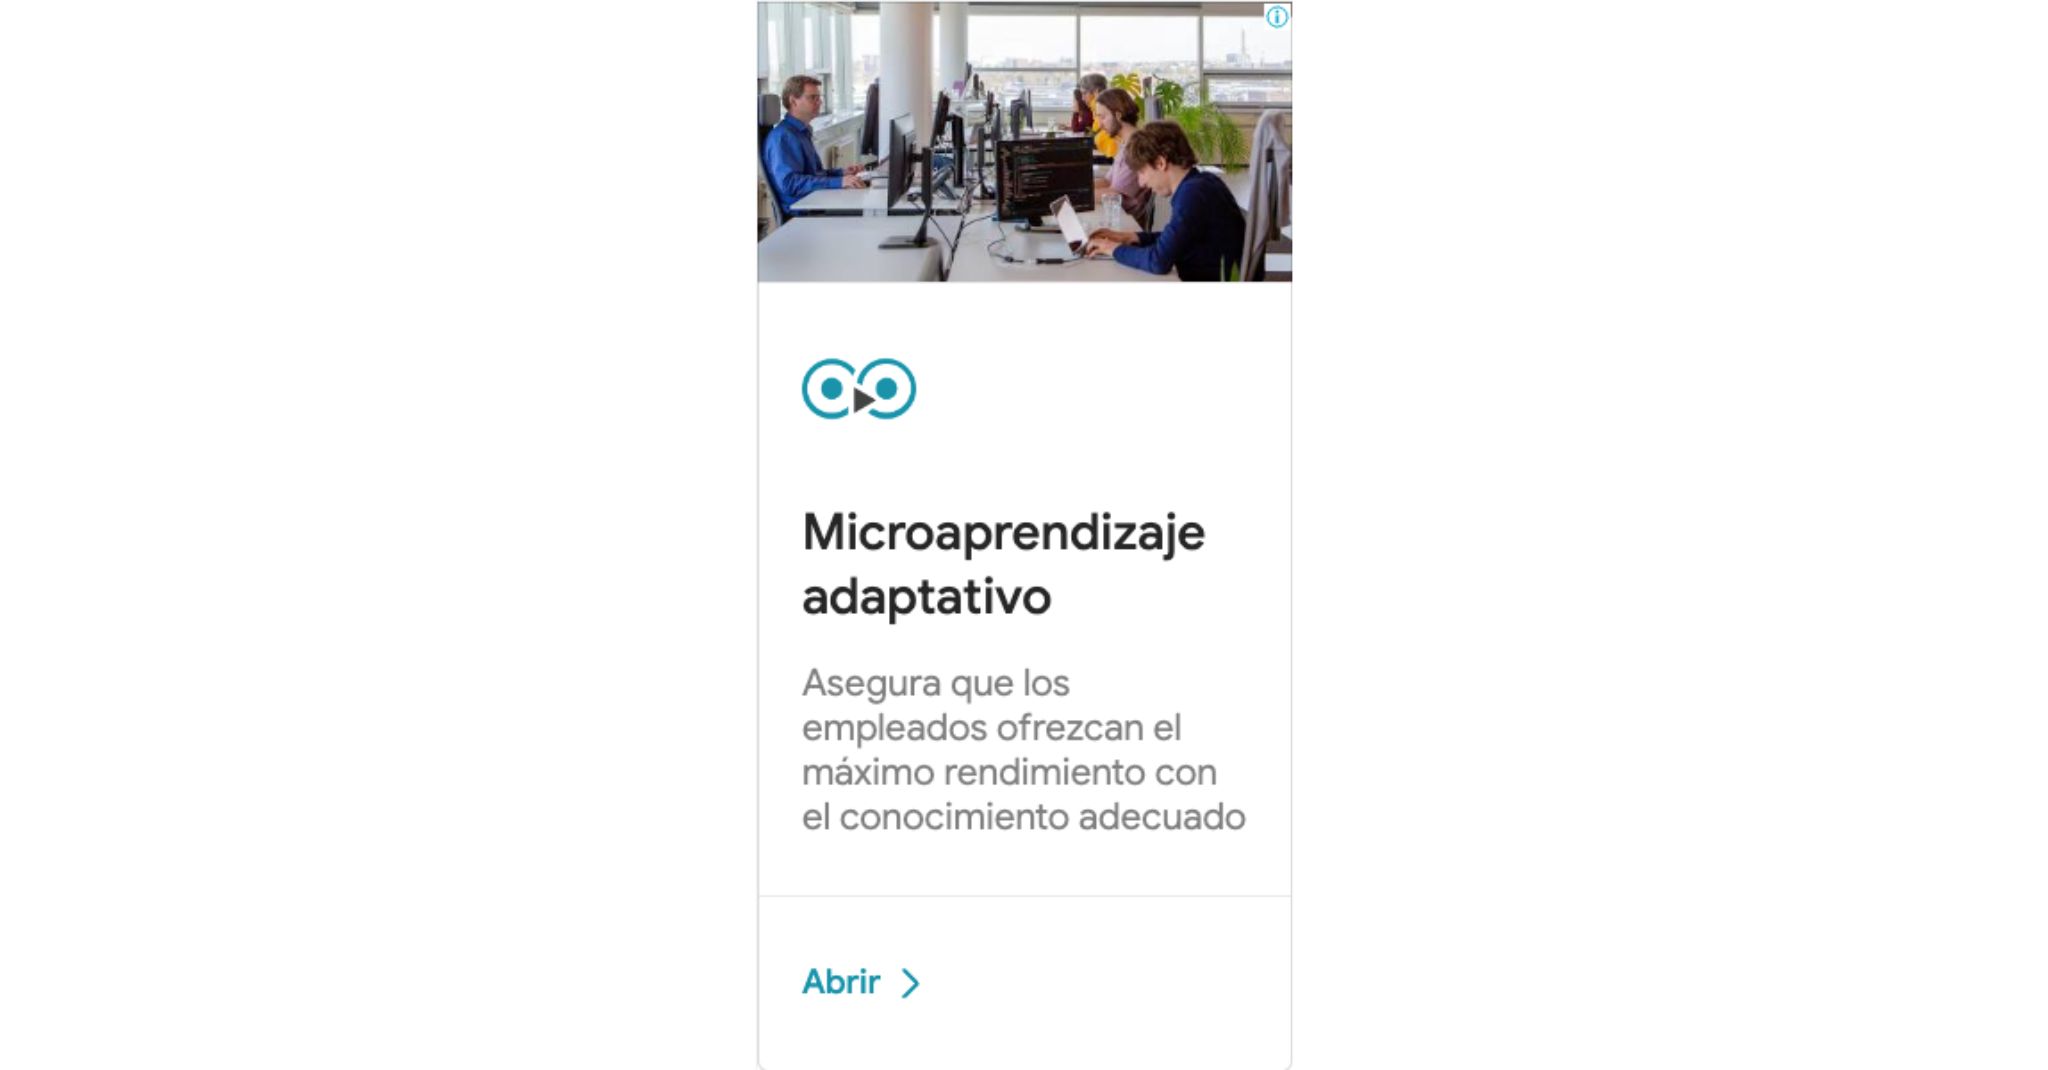 Microaprendizaje
adaptativo
Asegura que los
empleados ofrezcan el
máximo rendimiento con
el conocimiento adecuado
Abrir